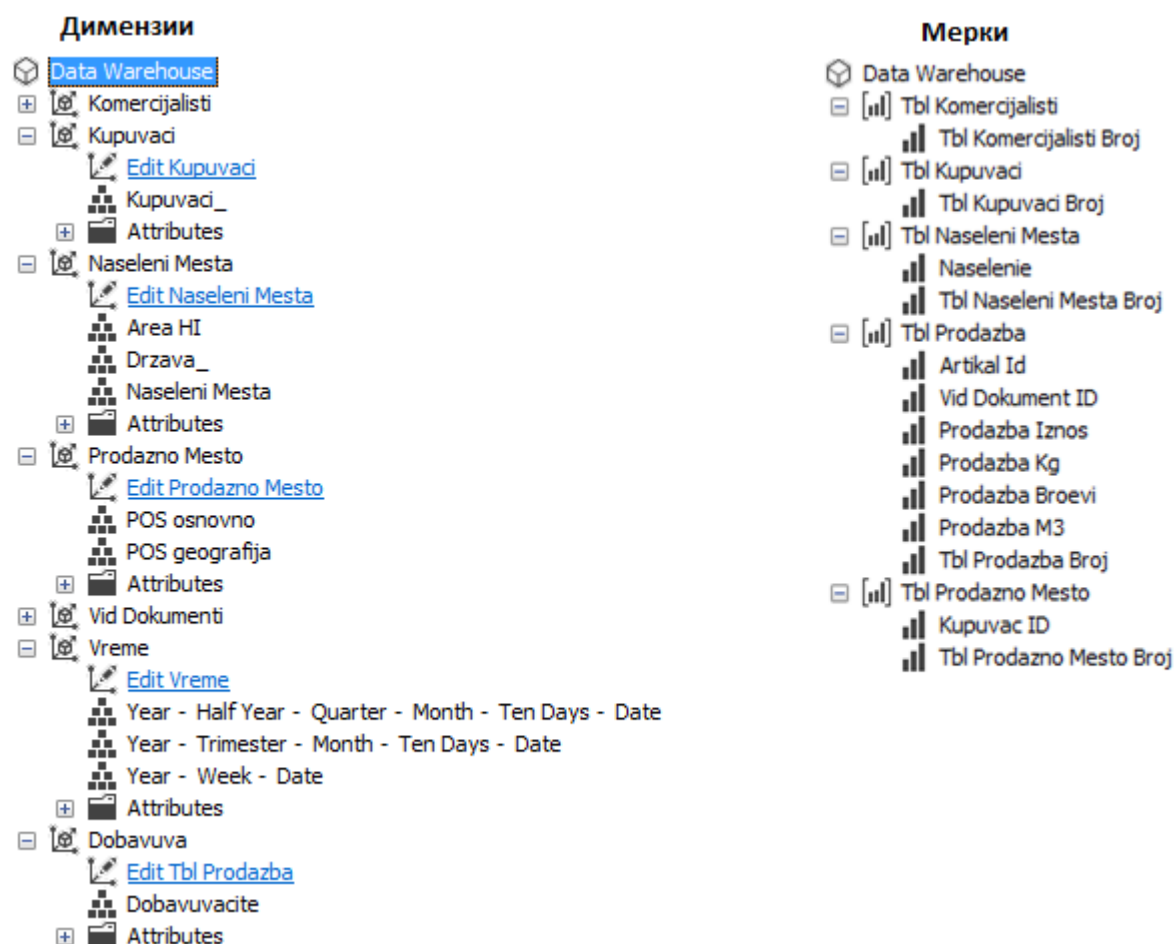 Димензии
Data Warehouse
Komercijalisti
Kupuvaci
Edit Kupuvaci
Kupuvaci_
Attributes
Naseleni Mesta
Edit Naseleni Mesta
Area HI
Drzava_
Naseleni Mesta
Attributes
Prodazno Mesto
Edit Prodazno Mesto
POS osnovno
POS geografija
Attributes
Vid Dokumenti
Vreme
Edit Vreme
Year - Half Year - Quarter - Month - Ten Days - Date
Year - Trimester - Month - Ten Days - Date
Year - Week - Date
Attributes
Dobavuva
Edit Tbl Prodazba
Dobavuvacite
Attributes
Мерки
Data Warehouse
Tbl Komercijalisti
Tbl Komercijalisti Broj
Tbl Kupuvaci
Tbl Kupuvaci Broj
Tbl Naseleni Mesta
Naselenie
Tbl Naseleni Mesta Broj
Tbl Prodazba
Artikal Id
Vid Dokument ID
Prodazba Iznos
Prodazba Kg
Prodazba Broevi
Prodazba M3
Tbl Prodazba Broj
Tbl Prodazno Mesto
Kupuvac ID
Tbl Prodazno Mesto Broj